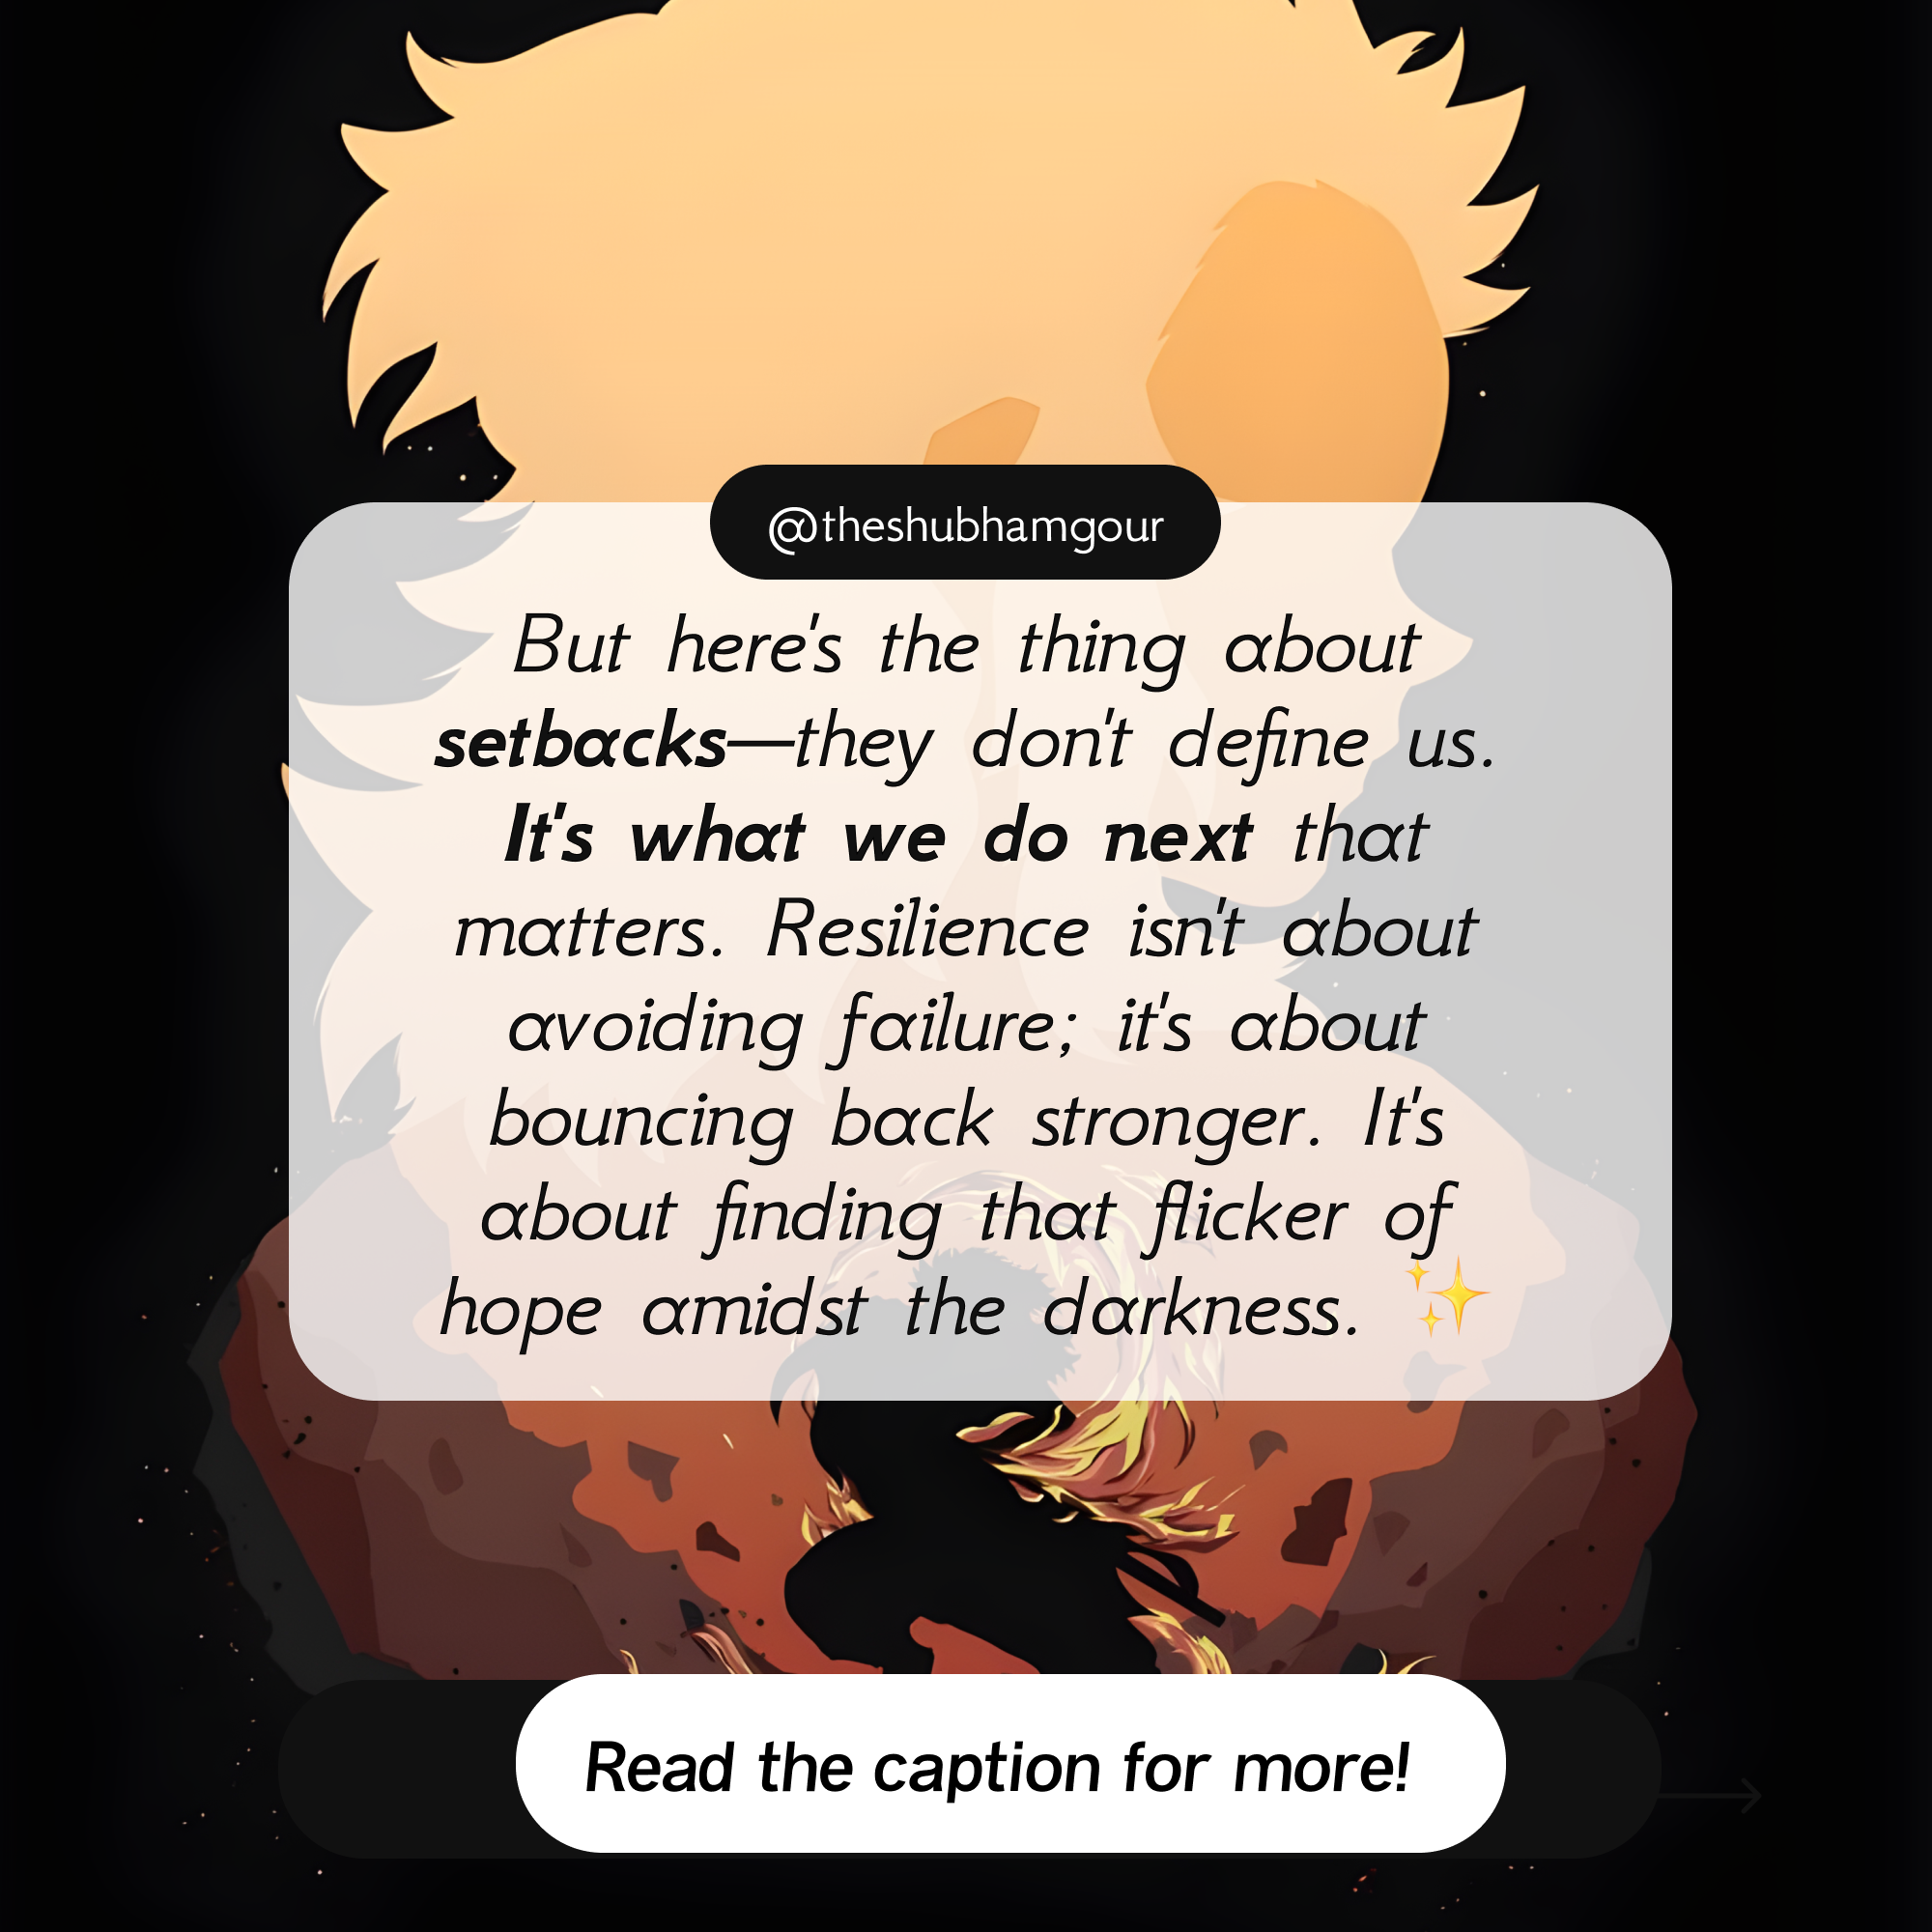 @theshubhamgour
But here's the thing about
setbacks—they don't define us.
It's what we do next that
matters. Resilience isn't about
avoiding failure; it's about
bouncing back stronger. It's
about finding that flicker of
hope amidst the darkness. ✨
Read the caption for more!